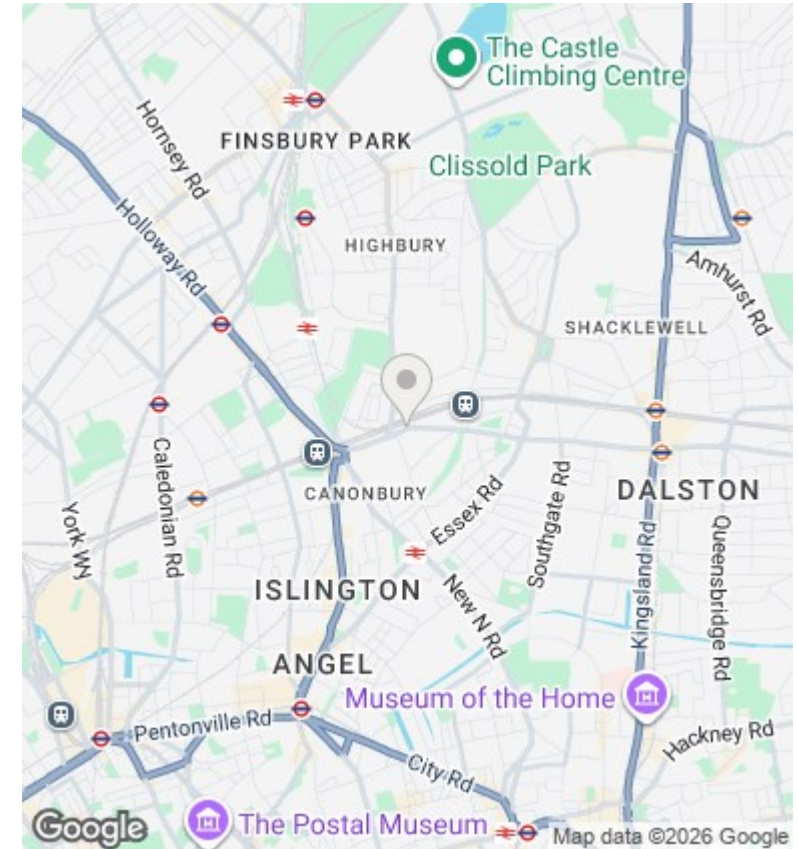 The Castle
Climbing Centre
Hornsey Rd
FINSBURY PARK
Clissold Park
Holloway Rd
HIGHBURY
Amhurst Rd
SHACKLEWELL
Caledonian Rd
York Wy
CANONBURY
Essex Rd
Southgate Rd
DALSTON
Queensbridge Rd
Kingsland Rd
ISLINGTON
New N Rd
ANGEL
Museum of the Home
Pentonville Rd
Hackney Rd
City Rd
Google
The Postal Museum
Map data ©2026 Google